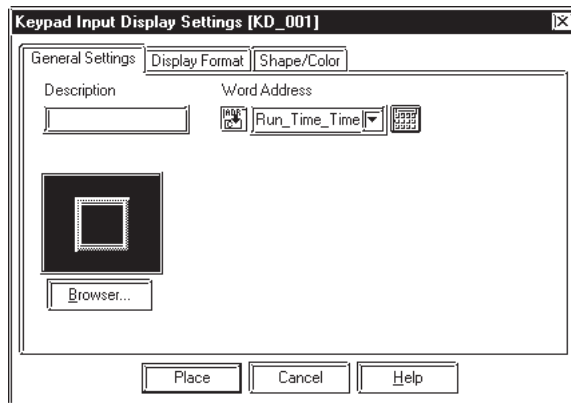 Keypad Input Display Settings [KD_001]
General Settings Display Format Shape/Color
Description Word Address
Run_Time_Time
Browser...
Place Cancel Help